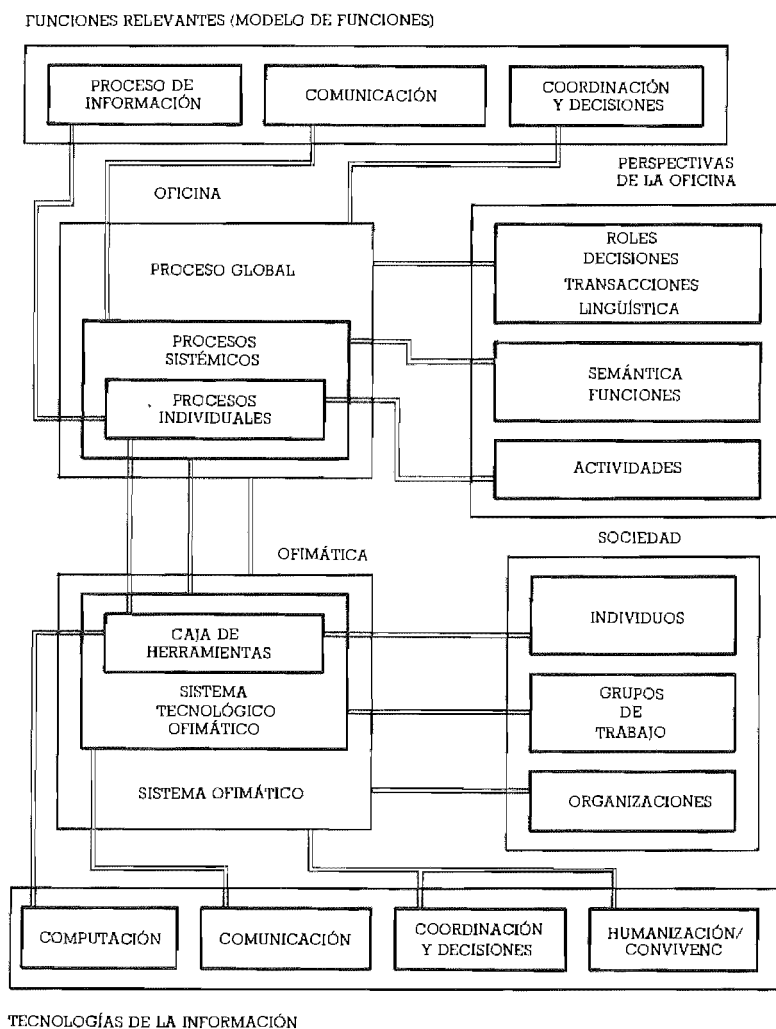 FUNCIONES RELEVANTES (MODELO DE FUNCIONES)
PROCESO DE
INFORMACIÓN
COMUNICACIÓN
COORDINACIÓN
Y DECISIONES
PERSPECTIVAS
DE LA OFICINA
OFICINA
PROCESO GLOBAL
ROLES
DECISIONES
TRANSACCIONES
LINGÜÍSTICA
PROCESOS
SISTÉMICOS
SEMÁNTICA
FUNCIONES
PROCESOS
INDIVIDUALES
ACTIVIDADES
SOCIEDAD
OFIMÁTICA
INDIVIDUOS
CAJA DE
HERRAMIENTAS
SISTEMA
TECNOLÓGICO
OFIMÁTICO
GRUPOS
DE
TRABAJO
SISTEMA OFIMÁTICO
ORGANIZACIONES
COMPUTACIÓN
COMUNICACIÓN
COORDINACIÓN
Y DECISIONES
HUMANIZACIÓN/
CONVIVENC
TECNOLOGÍAS DE LA INFORMACIÓN